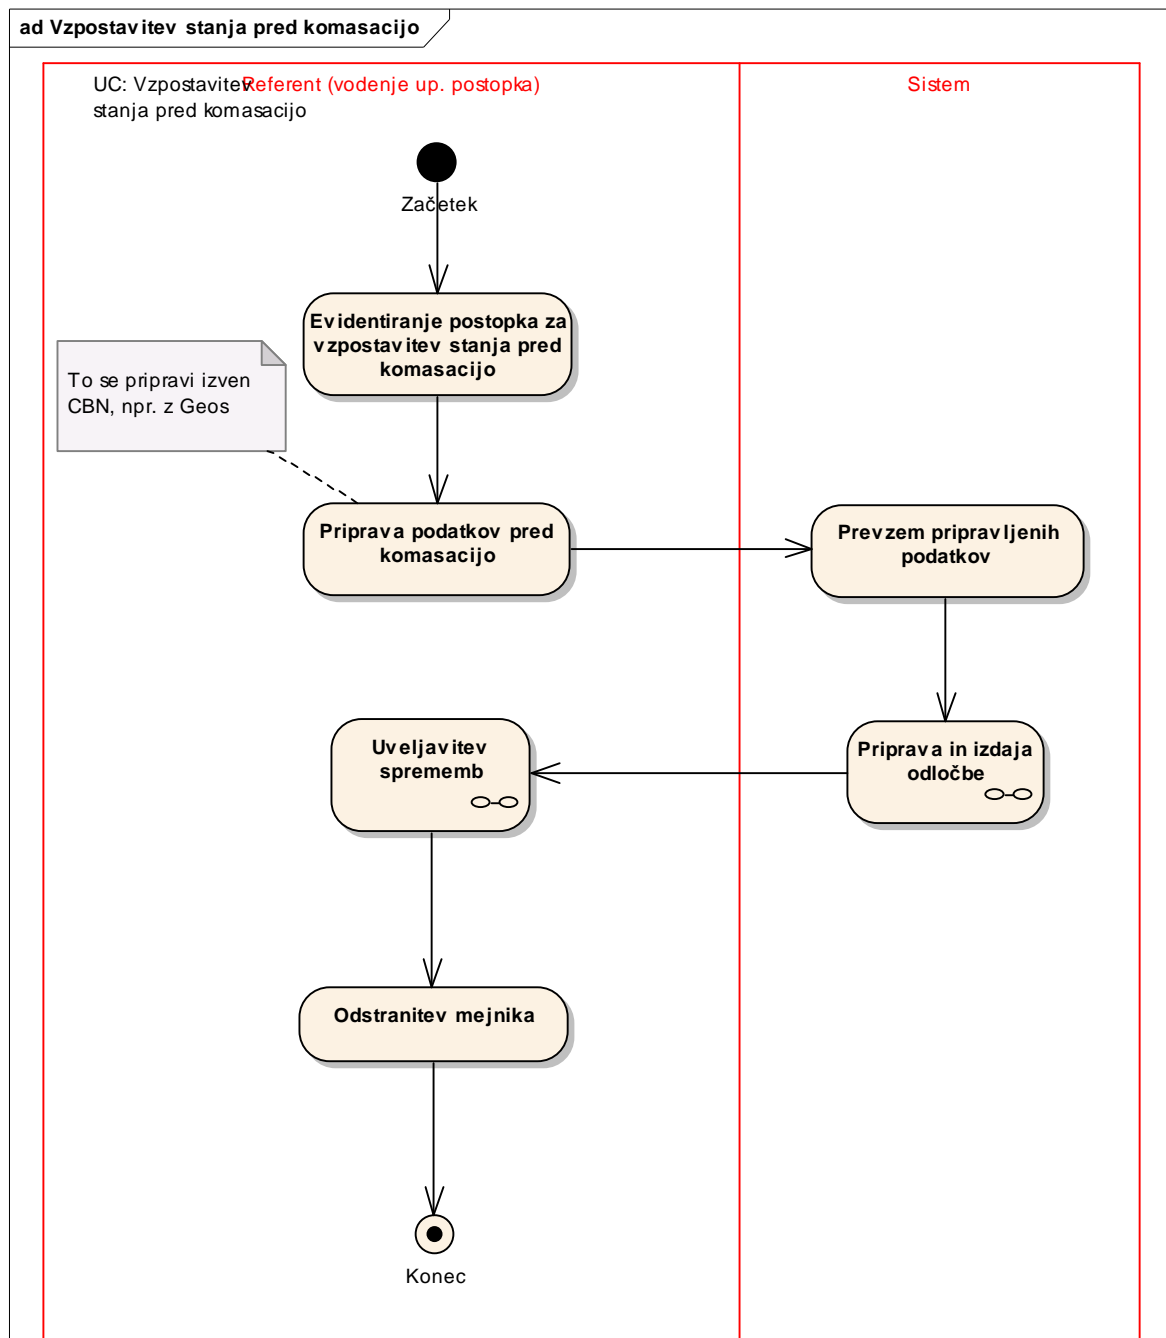 ad Vzpostavitev stanja pred komasacijo
UC: Vzpostavitev
stanja pred komasacijo
Referent (vodenje up. postopka)
Sistem
Začetek
Evidentiranje postopka za
vzpostavitev stanja pred
komasacijo
To se pripravi izven
CBN, npr. z Geos
Priprava podatkov pred
komasacijo
Prevzem pripravljenih
podatkov
Uveljavitev
sprememb
Priprava in izdaja
odločbe
Odstranitev mejnika
Konec